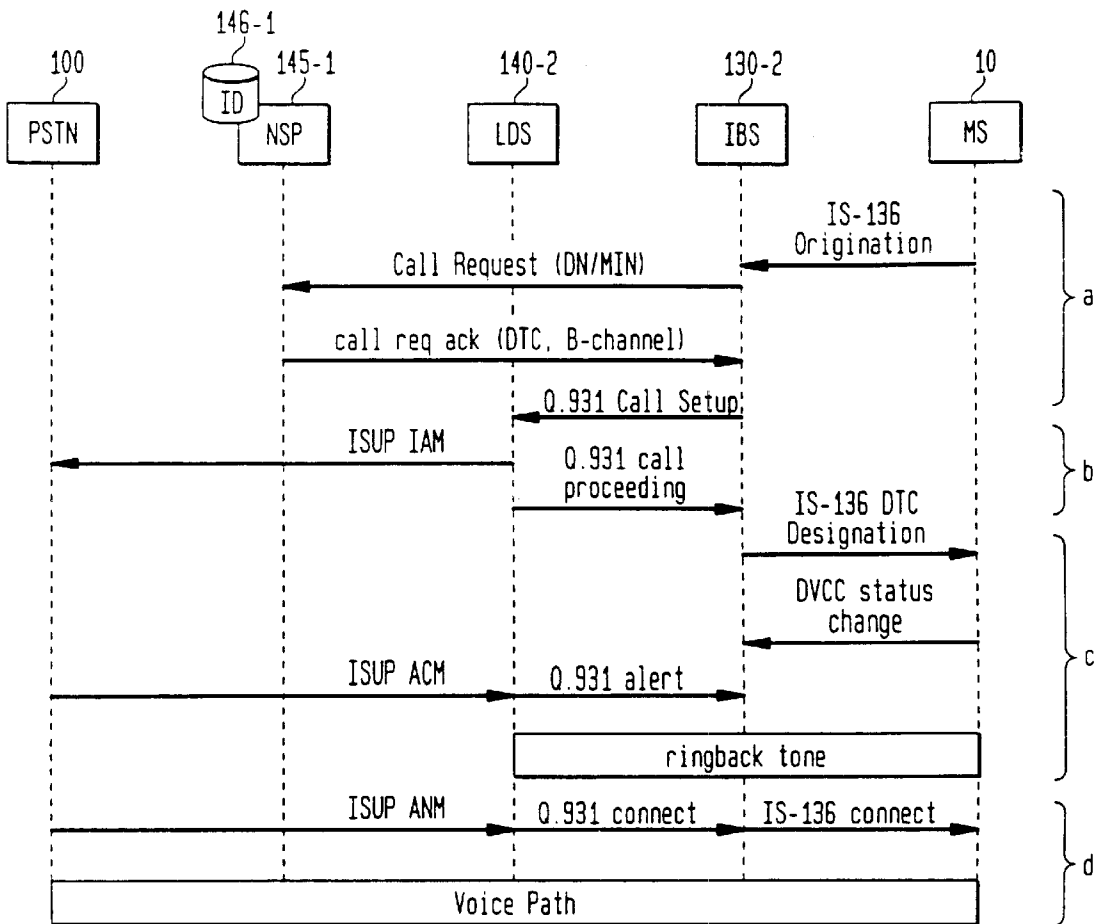 146-1
100
145-1
140-2
130-2
10
ID
PSTN
NSP
LDS
IBS
MS
IS-136
Origination
Call Request (DN/MIN)
a
call req ack (DTC, B-channel)
Q.931 Call Setup
ISUP IAM
Q.931 call
proceeding
b
IS-136 DTC
Designation
DVCC status
change
c
ISUP ACM
Q.931 alert
ringback tone
ISUP ANM
Q.931 connect
IS-136 connect
d
Voice Path